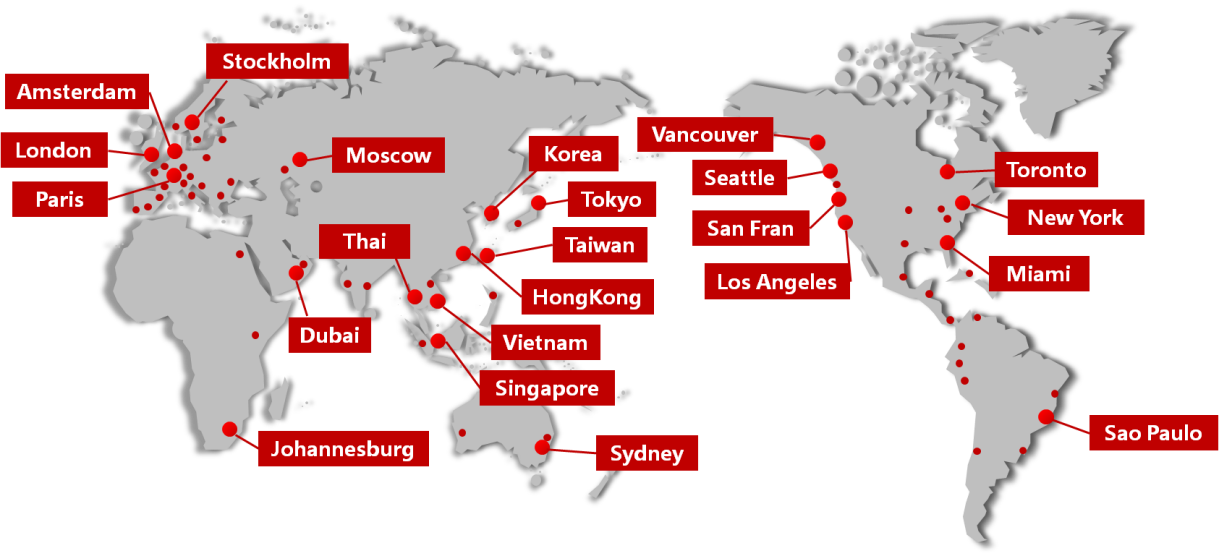 Stockholm
Amsterdam
London
Paris
Moscow
Korea
Tokyo
Thai
Taiwan
HongKong
Dubai
Vietnam
Singapore
Johannesburg
Sydney
Vancouver
Seattle
San Fran
Los Angeles
Toronto
New York
Miami
Sao Paulo